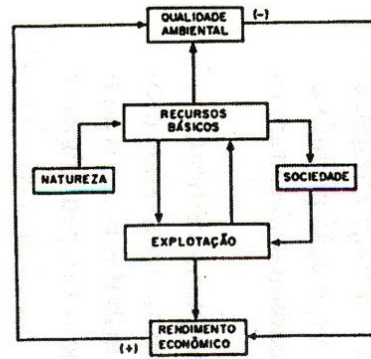 QUALIDADE
AMBIENTAL
(-)
RECURSOS
BÁSICOS
NATUREZA
SOCIEDADE
EXPLOTAÇÃO
(+)
RENDIMENTO
ECONÔMICO